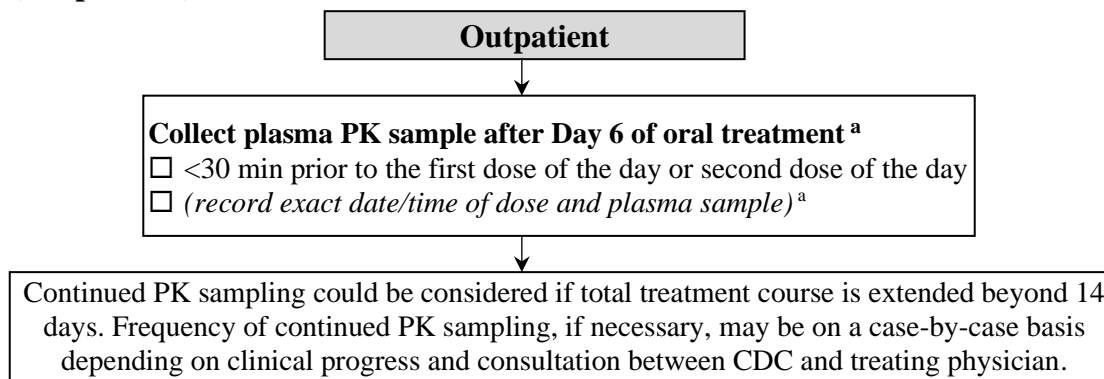 Outpatient
Collect plasma PK sample after Day 6 of oral treatment a
☐ <30 min prior to the first dose of the day or second dose of the day
☐ (record exact date/time of dose and plasma sample) a
Continued PK sampling could be considered if total treatment course is extended beyond 14
days. Frequency of continued PK sampling, if necessary, may be on a case-by-case basis
depending on clinical progress and consultation between CDC and treating physician.